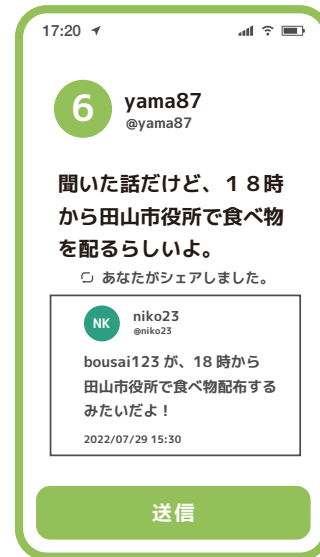 17:20
6
yama87
@yama87
聞いた話だけど、１８時
から田山市役所で食べ物
を配るらしいよ。
あなたがシェアしました。
NK
niko23
@niko23
bousai123 が、18 時から
田山市役所で食べ物配布する
みたいだよ！
2022/07/29 15:30
送信